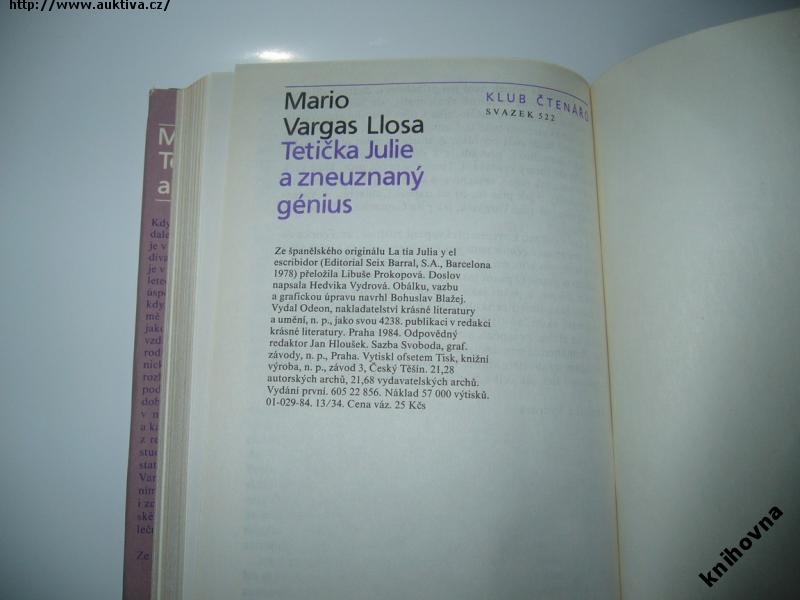 http://www.auktiva.cz/
Mario
Vargas Llosa
Tetička Julie
a zneuznaný
génius
KLUB ČTENÁŘŮ
SVAZEK 522
Ze španělského originálu La tía Julia y el
escribidor (Editorial Seix Barral, S.A., Barcelona
1978) přeložila Libuše Prokopová. Doslov
napsala Hedvika Vydrová. Obálku, vazbu
a grafickou úpravu navrhl Bohuslav Blažej.
Vydal Odeon, nakladatelství krásné literatury
a umění, n. p., jako svou 4238. publikaci v redakci
krásné literatury. Praha 1984. Odpovědný
redaktor Jan Hloušek. Sazba Svoboda, graf.
závody, n. p., Praha. Vytiskl ofsetem Tisk, knižní
výroba, n. p., závod 3, Český Těšín. 21,28
autorských archů, 21,68 vydavatelských archů.
Vydání první. 605 22 856. Náklad 57 000 výtisků.
01-029-84. 13/34. Cena váz. 25 Kčs
knihovna